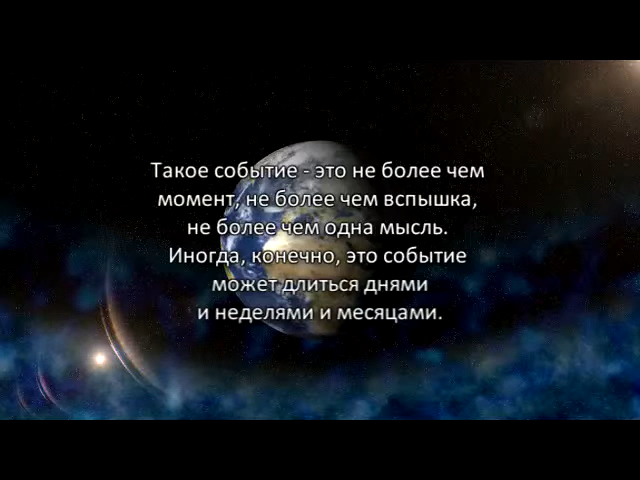 Такое событие - это не более чем
момент, не более чем вспышка,
не более чем одна мысль.
Иногда, конечно, это событие
может длиться днями
и неделями и месяцами.